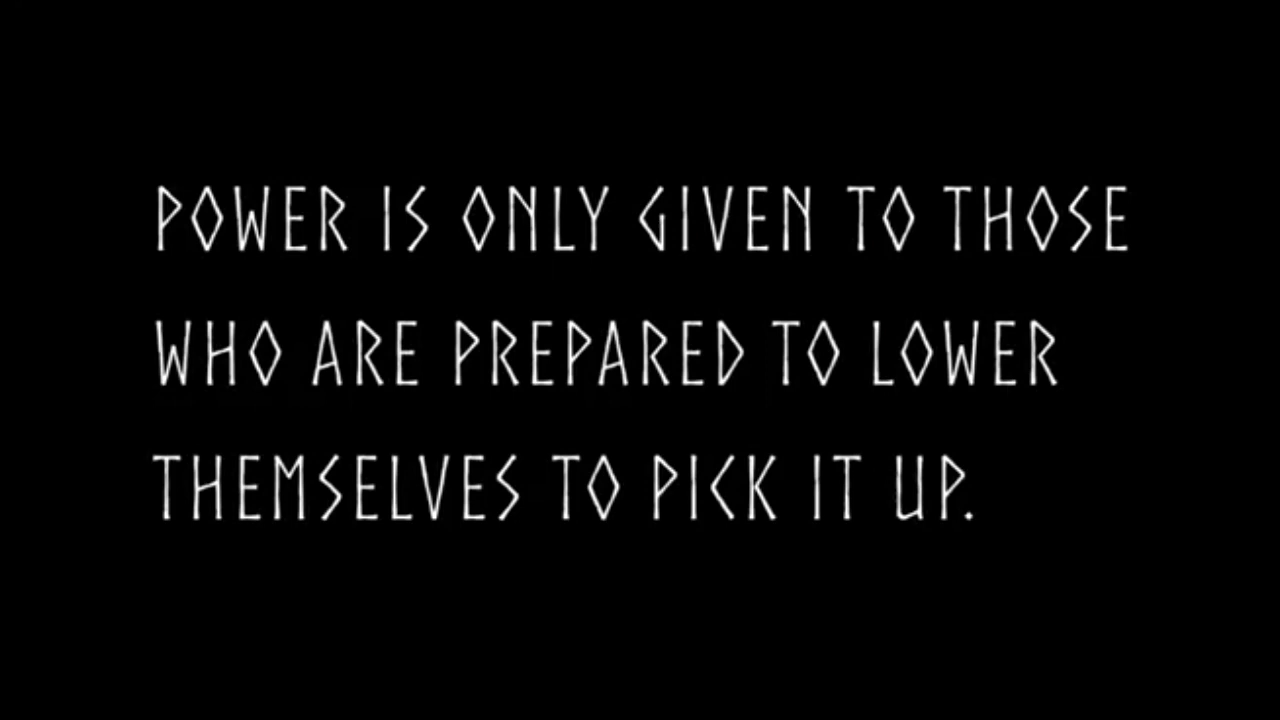 POWER IS ONLY GIVEN TO THOSE
WHO ARE PREPARED TO LOWER
THEMSELVES TO PICK IT UP.